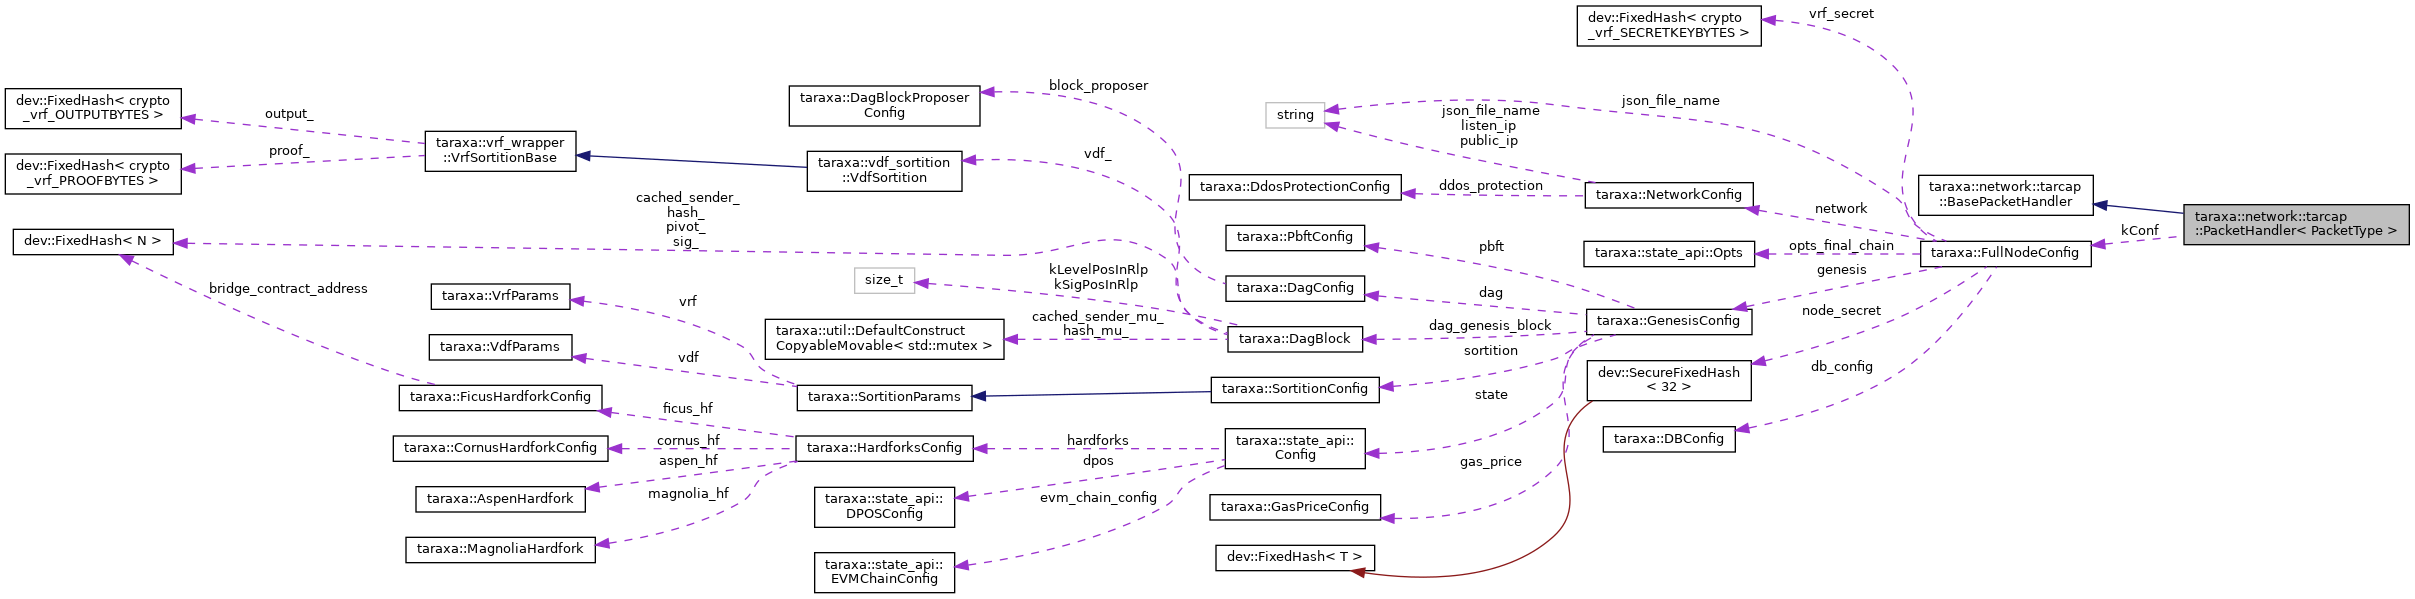 dev::FixedHash< crypto
_vrf_SECRETKEYBYTES >
vrf_secret
dev::FixedHash< crypto
_vrf_OUTPUTBYTES >
output_
dev::FixedHash< crypto
_vrf_PROOFBYTES >
proof_
taraxa::vrf_wrapper
::VrfSortitionBase
taraxa::DagBlockProposer
Config
block_proposer
taraxa::vdf_sortition
::VdfSortition
vdf_
string
json_file_name
json_file_name
listen_ip
public_ip
taraxa::DdosProtectionConfig
ddos_protection
taraxa::NetworkConfig
network
taraxa::network::tarcap
::BasePacketHandler
taraxa::network::tarcap
::PacketHandler< PacketType >
kConf
cached_sender_
hash_
pivot_
sig_
dev::FixedHash< N >
bridge_contract_address
taraxa::PbftConfig
pbft
taraxa::state_api::Opts
opts_final_chain
taraxa::FullNodeConfig
genesis
size_t
kLevelPosInRlp
kSigPosInRlp
taraxa::DagConfig
dag
taraxa::VrfParams
vrf
taraxa::util::DefaultConstruct
CopyableMovable< std::mutex >
cached_sender_mu_
hash_mu_
taraxa::DagBlock
dag_genesis_block
taraxa::GenesisConfig
node_secret
taraxa::VdfParams
vdf
sortition
dev::SecureFixedHash
< 32 >
db_config
taraxa::FicusHardforkConfig
ficus_hf
taraxa::SortitionParams
taraxa::SortitionConfig
state
taraxa::CornusHardforkConfig
cornus_hf
taraxa::HardforksConfig
hardforks
taraxa::state_api::
Config
taraxa::DBConfig
aspen_hf
dpos
gas_price
taraxa::AspenHardfork
magnolia_hf
taraxa::state_api::
DPOSConfig
evm_chain_config
taraxa::GasPriceConfig
taraxa::MagnoliaHardfork
taraxa::state_api::
EVMChainConfig
dev::FixedHash< T >